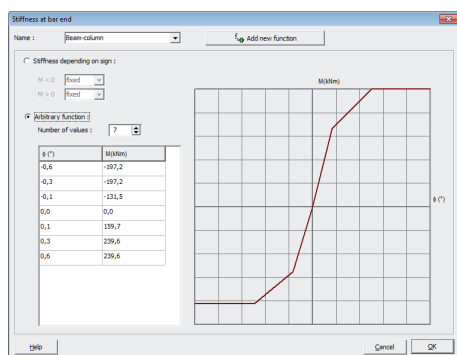 Stiffness at bar end
Name : Beam-column Add new function
Stiffness depending on sign :
M < 0 fixed
M > 0 fixed
Arbitrary function :
Number of values : 7
ϕ (°) M(kNm)
-0,6 -197,2
-0,3 -197,2
-0,1 -131,5
0,0 0,0
0,1 159,7
0,3 239,6
0,6 239,6
M(kNm)
ϕ (°)
Help Cancel OK